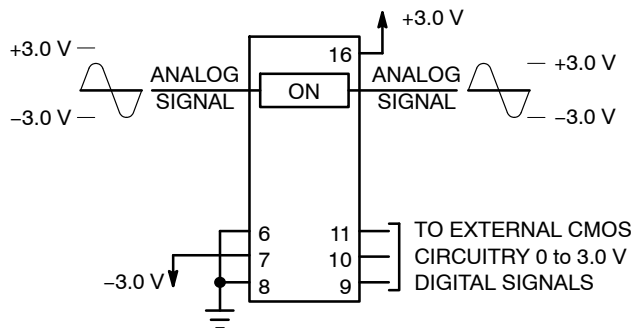 +3.0 V
+3.0 V
16
ANALOG
SIGNAL
ON
ANALOG
SIGNAL
+3.0 V
−3.0 V
−3.0 V
6
7
8
11
10
9
TO EXTERNAL CMOS
CIRCUITRY 0 to 3.0 V
DIGITAL SIGNALS
−3.0 V